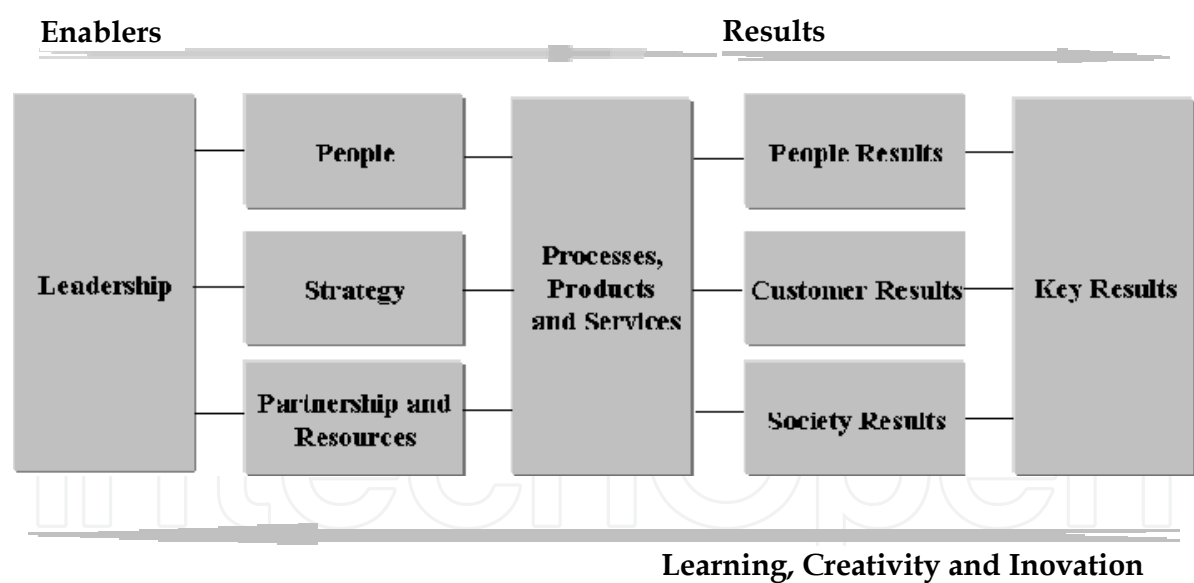 Enablers
Results
People
People Results
Leadership
Strategy
Processes,
Products
and Services
Customer Results
Key Results
Partnership and
Resources
Society Results
IntechOpen
Learning, Creativity and Inovation